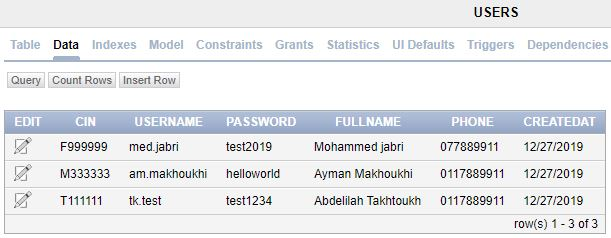 USERS
Table Data Indexes Model Constraints Grants Statistics UI Defaults Triggers Dependencies
Query Count Rows Insert Row
EDIT CIN USERNAME PASSWORD FULLNAME PHONE CREATEDAT
F999999 med.jabri test2019 Mohammed jabri 077889911 12/27/2019
M333333 am.makhoukhi helloworld Ayman Makhoukhi 0117889911 12/27/2019
T111111 tk.test test1234 Abdelilah Takhtoukh 0117889911 12/27/2019
row(s) 1 - 3 of 3